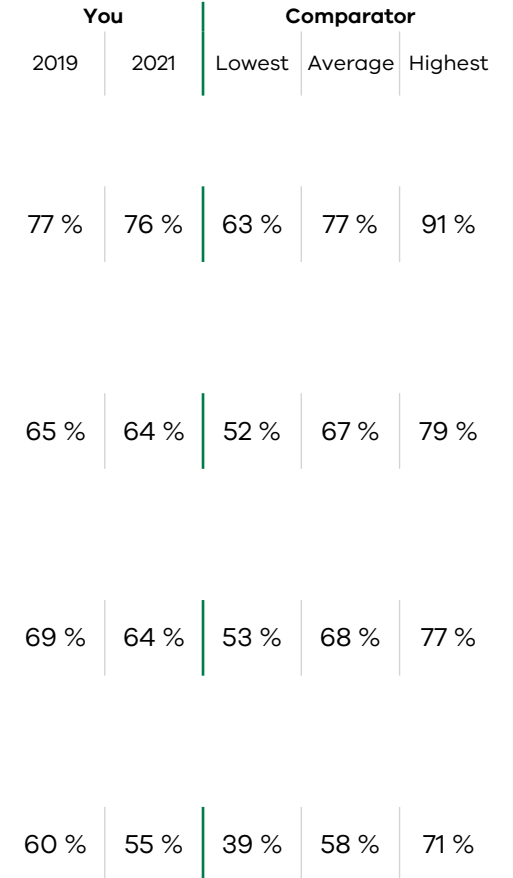 You Comparator
2019 2021 Lowest Average Highest
77 % 76 % 63 % 77 % 91 %
65 % 64 % 52 % 67 % 79 %
69 % 64 % 53 % 68 % 77 %
60 % 55 % 39 % 58 % 71 %